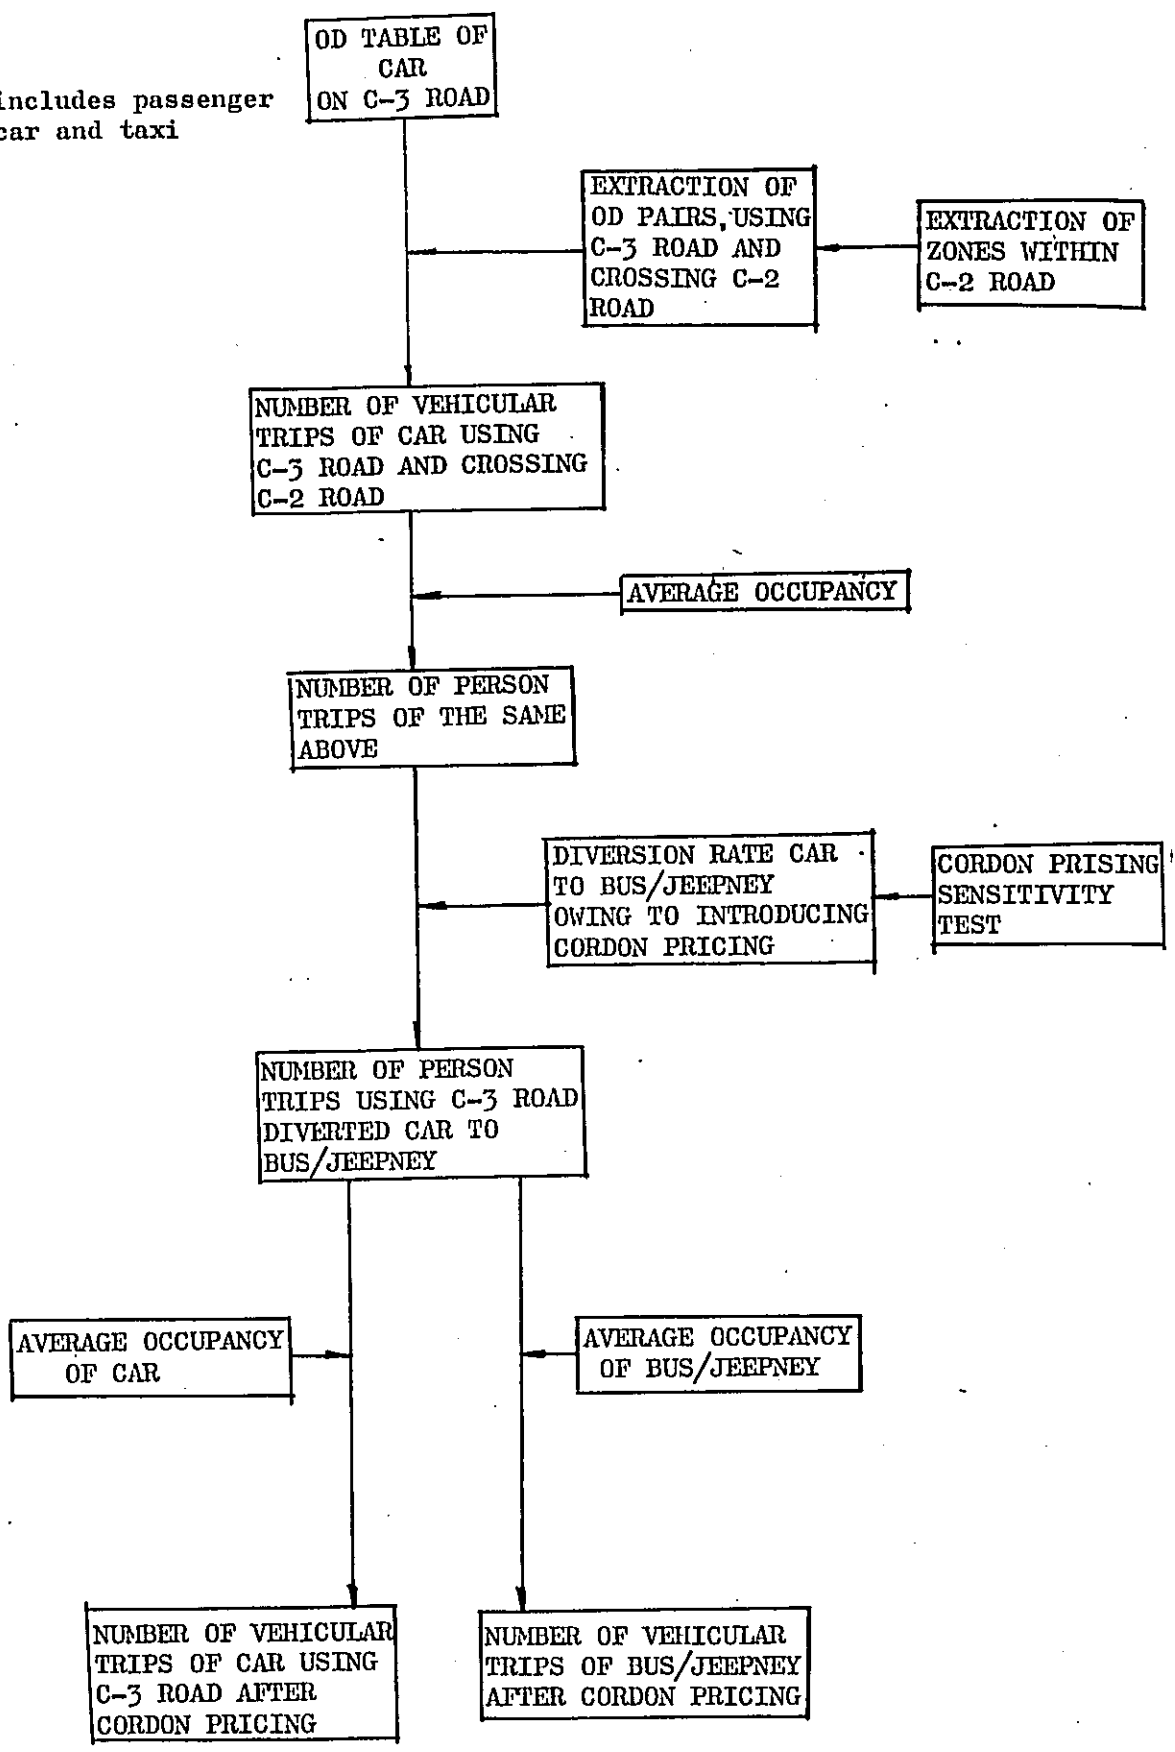 OD TABLE OF
CAR
ON C-3 ROAD
includes passenger
car and taxi
EXTRACTION OF
OD PAIRS, USING
C-3 ROAD AND
CROSSING C-2
ROAD
EXTRACTION OF
ZONES WITHIN
C-2 ROAD
NUMBER OF VEHICULAR
TRIPS OF CAR USING
C-3 ROAD AND CROSSING
C-2 ROAD
AVERAGE OCCUPANCY
NUMBER OF PERSON
TRIPS OF THE SAME
ABOVE
DIVERSION RATE CAR
TO BUS/JEEPNEY
OWING TO INTRODUCING
CORDON PRICING
CORDON PRISING
SENSITIVITY
TEST
NUMBER OF PERSON
TRIPS USING C-3 ROAD
DIVERTED CAR TO
BUS/JEEPNEY
AVERAGE OCCUPANCY
OF CAR
AVERAGE OCCUPANCY
OF BUS/JEEPNEY
NUMBER OF VEHICULAR
TRIPS OF CAR USING
C-3 ROAD AFTER
CORDON PRICING
NUMBER OF VEHICULAR
TRIPS OF BUS/JEEPNEY
AFTER CORDON PRICING